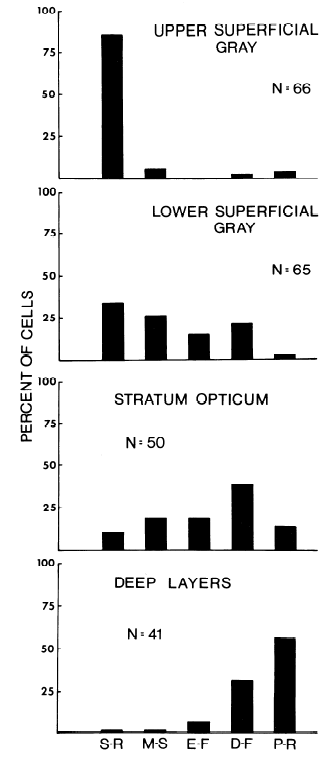 PERCENT OF CELLS
100
UPPER SUPERFICIAL
GRAY
75
N=66
50
25
100
LOWER SUPERFICIAL
GRAY
75
N=65
50
25
100
STRATUM OPTICUM
75
N=50
50
25
100
DEEP LAYERS
75
N=41
50
25
S-R M-S E-F D-F P-R